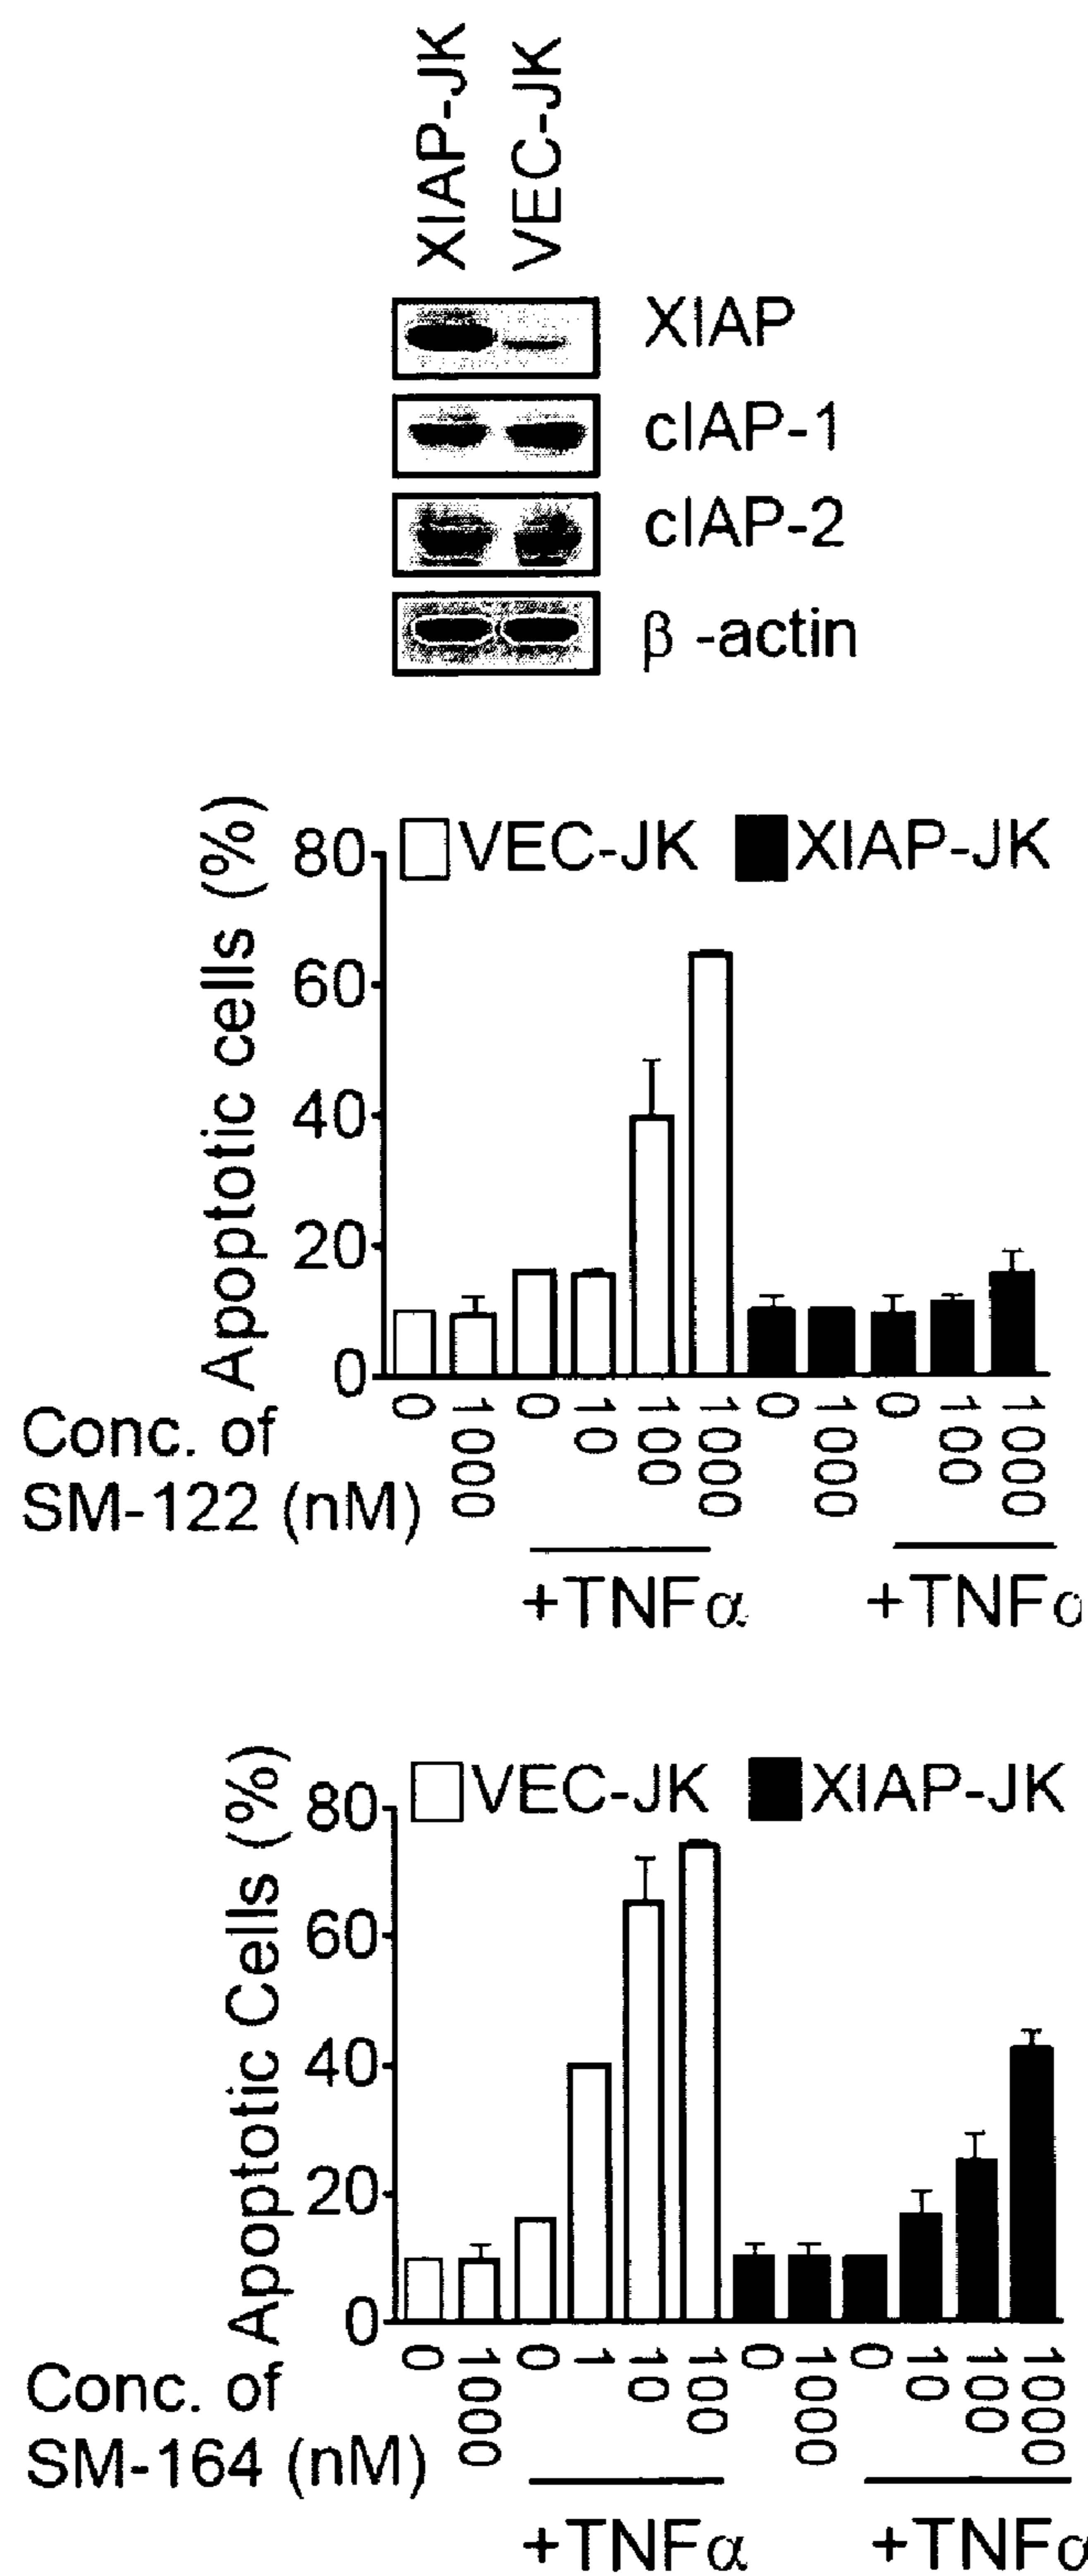 XIAP-JK
VEC-JK
XIAP
cIAP-1
cIAP-2
β -actin
Apoptotic cells (%)
VEC-JK XIAP-JK
80
60
40
20
0
Conc. of
SM-122 (nM)
0 1000 0 10 100 1000 0 1000 0 100 1000
+TNFα +TNFα
Apoptotic Cells (%)
VEC-JK XIAP-JK
80
60
40
20
0
Conc. of
SM-164 (nM)
0 1000 0 1 10 100 0 1000 0 10 100 1000
+TNFα +TNFα